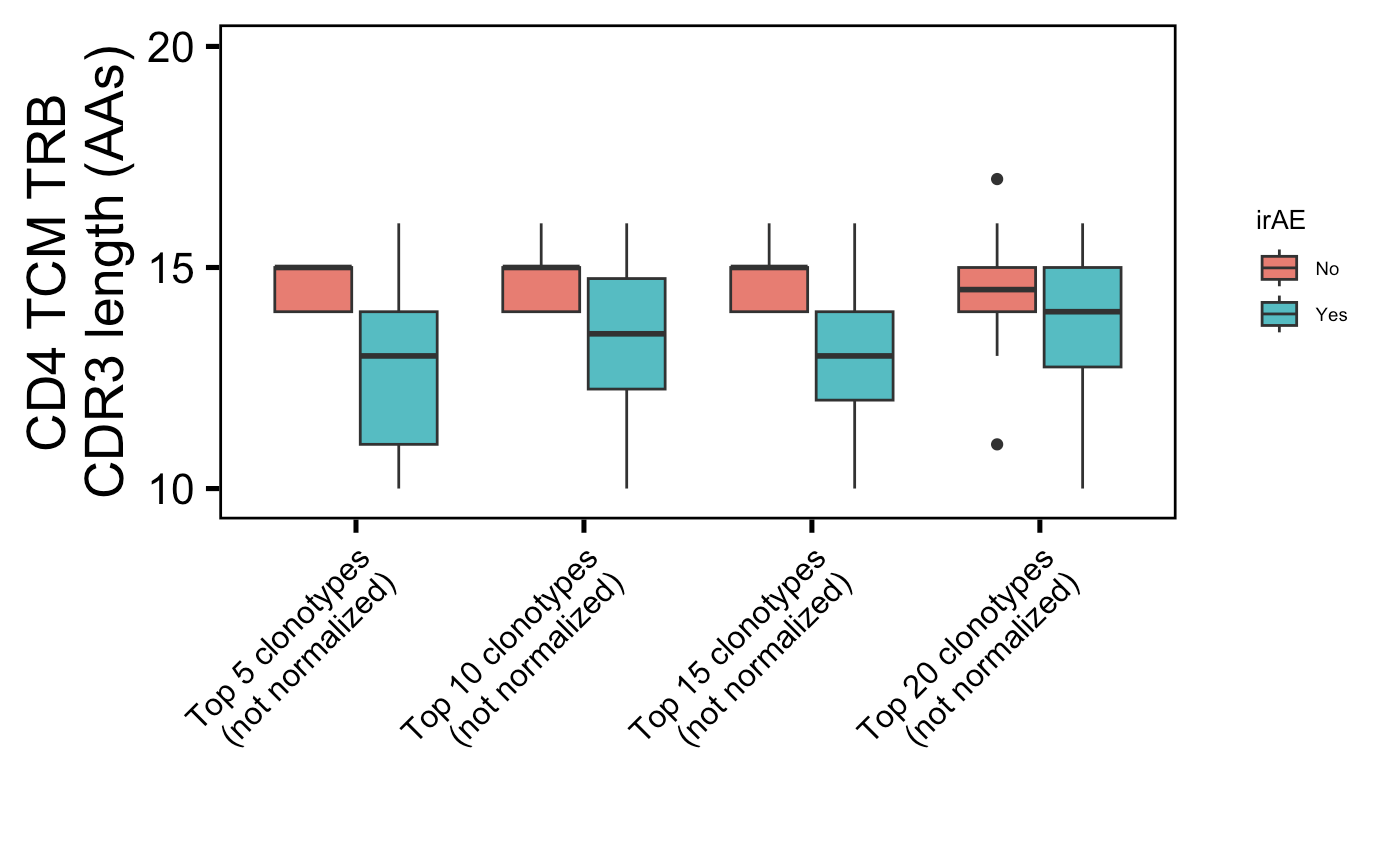 CD4 TCM TRB
CDR3 length (AAs)
20
15
10
Top 5 clonotypes
(not normalized)
Top 10 clonotypes
(not normalized)
Top 15 clonotypes
(not normalized)
Top 20 clonotypes
(not normalized)
irAE
No
Yes